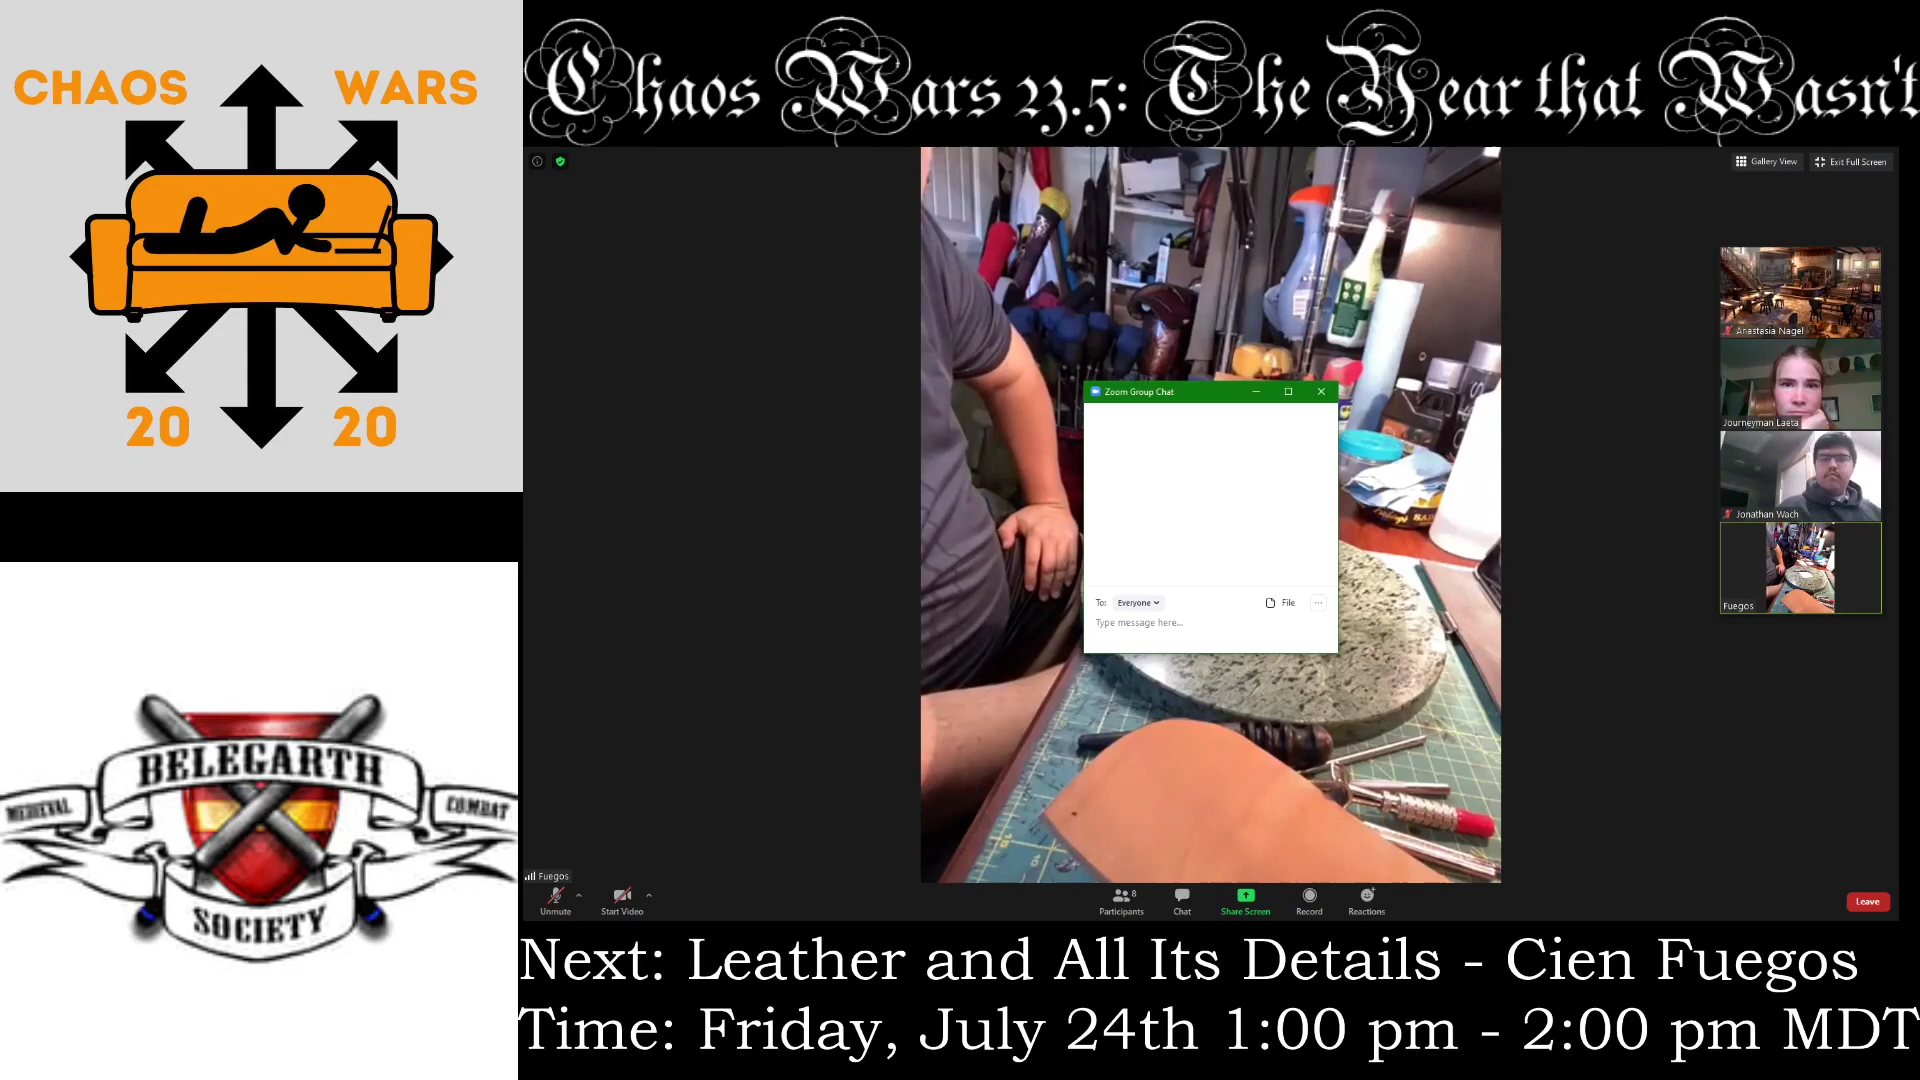 CHAOS WARS
20 20
Chaos Wars 23.5: The Year that Wasn't
Gallery View
Exit Full Screen
Anastasia Nagel
Journeyman Laeta
Jonathan Wach
Fuegos
Zoom Group Chat
To: Everyone
File
Type message here...
Fuegos
Unmute
Start Video
Participants 8
Chat
Share Screen
Record
Reactions
Leave
BELEGARTH
MEDIEVAL
COMBAT
SOCIETY
Next: Leather and All Its Details - Cien Fuegos
Time: Friday, July 24th 1:00 pm - 2:00 pm MDT